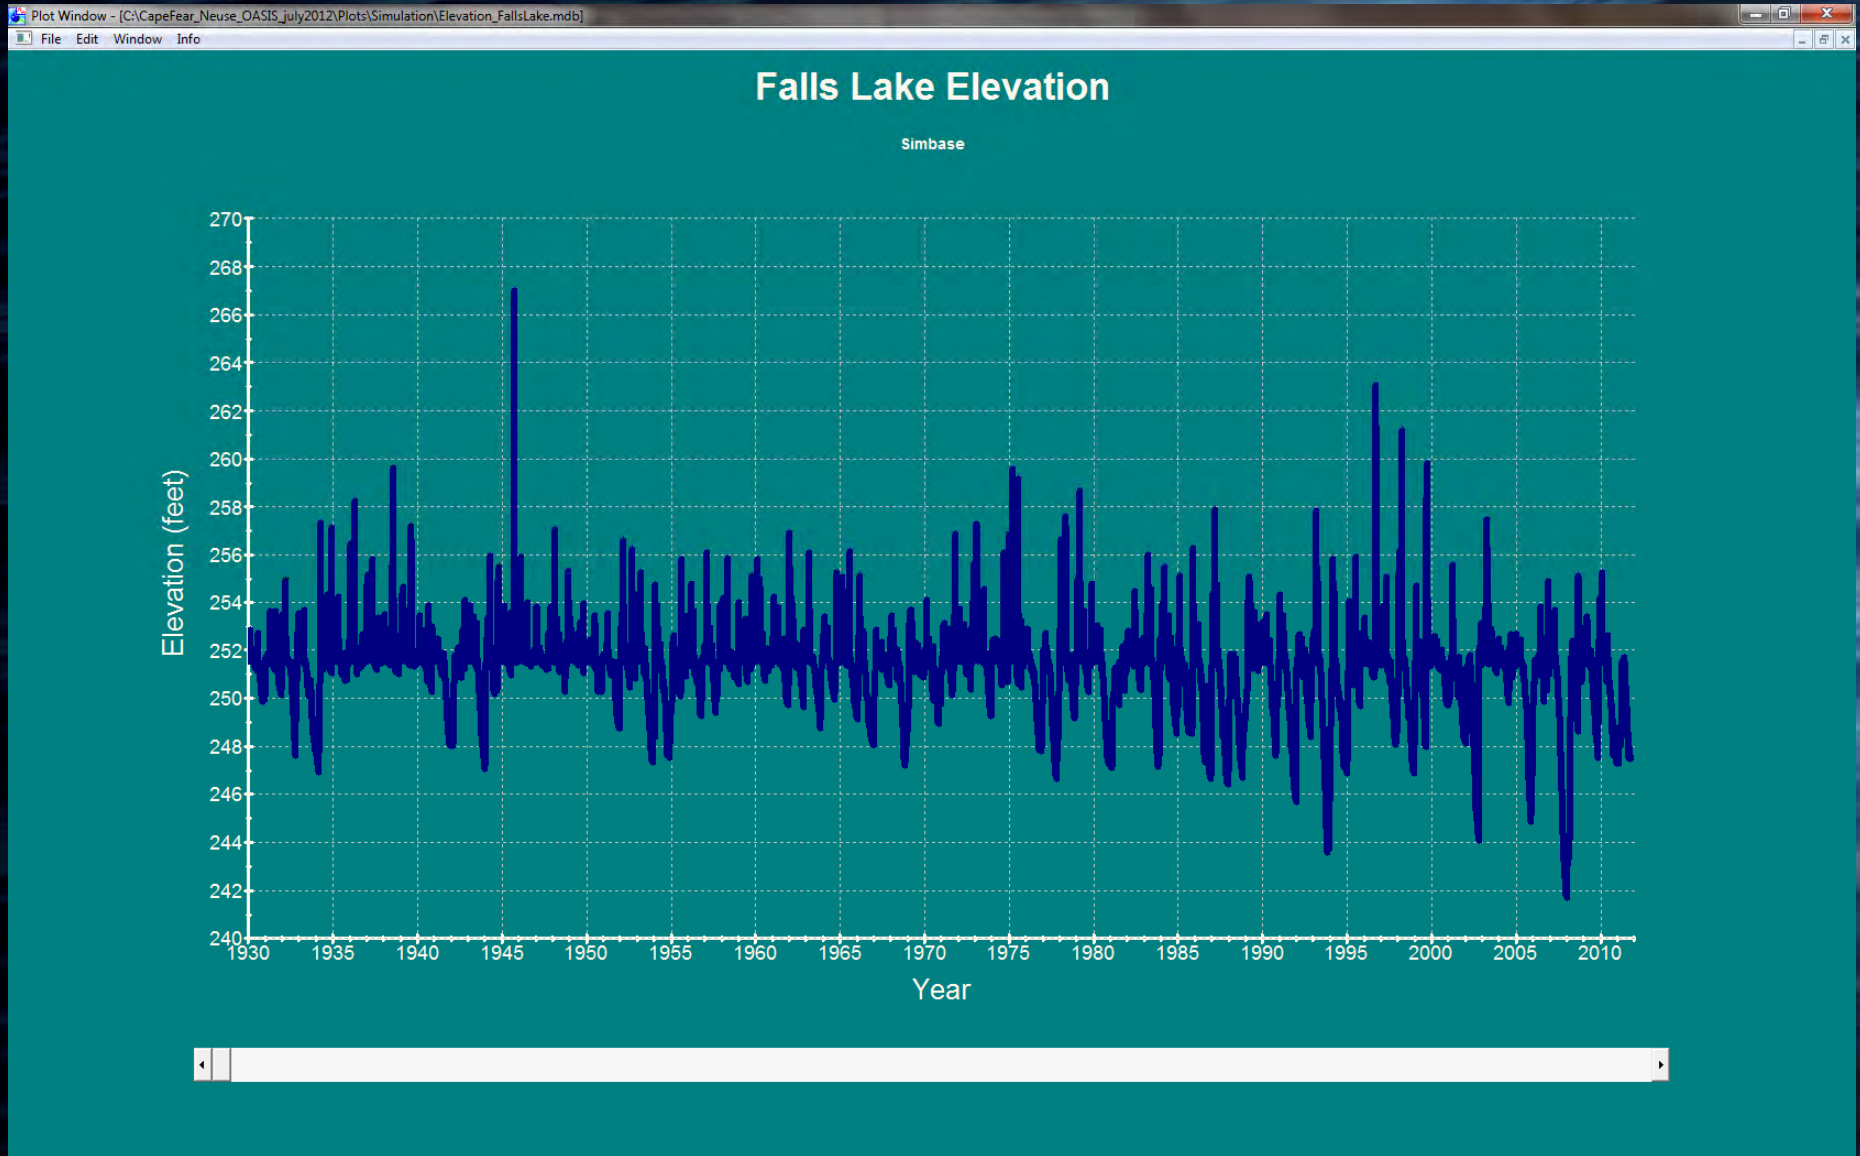 Plot Window - [C:\CapeFear_Neuse_OASIS_july2012\Plots\Simulation\Elevation_FallsLake.mdb]
File Edit Window Info
Falls Lake Elevation
Simbase
270
268
266
264
262
260
258
256
254
252
250
248
246
244
242
240
Elevation (feet)
1930 1935 1940 1945 1950 1955 1960 1965 1970 1975 1980 1985 1990 1995 2000 2005 2010
Year